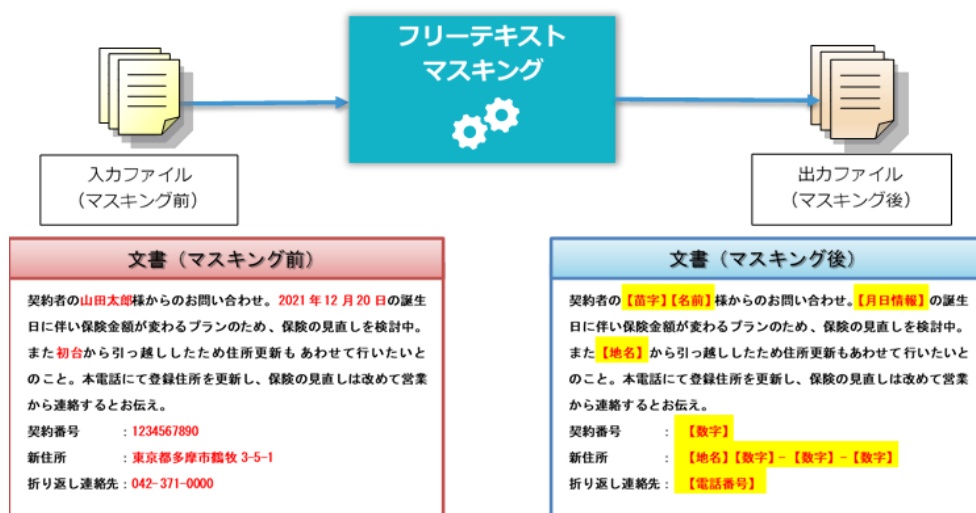 フリーテキスト
マスキング
入力ファイル
（マスキング前）
出力ファイル
（マスキング後）
文書（マスキング前）
契約者の山田太郎様からのお問い合わせ。2021年12月20日の誕生
日に伴い保険金額が変わるプランのため、保険の見直しを検討中。
また初台から引っ越ししたため住所更新もあわせて行いたいと
のこと。本電話にて登録住所を更新し、保険の見直しは改めて営業
から連絡するとお伝え。
契約番号　　　：1234567890
新住所　　　　：東京都多摩市鶴牧3-5-1
折り返し連絡先：042-371-0000
文書（マスキング後）
契約者の【苗字】【名前】様からのお問い合わせ。【月日情報】の誕生
日に伴い保険金額が変わるプランのため、保険の見直しを検討中。
また【地名】から引っ越ししたため住所更新もあわせて行いたいと
のこと。本電話にて登録住所を更新し、保険の見直しは改めて営業
から連絡するとお伝え。
契約番号　　　：【数字】
新住所　　　　：【地名】【数字】－【数字】－【数字】
折り返し連絡先：【電話番号】